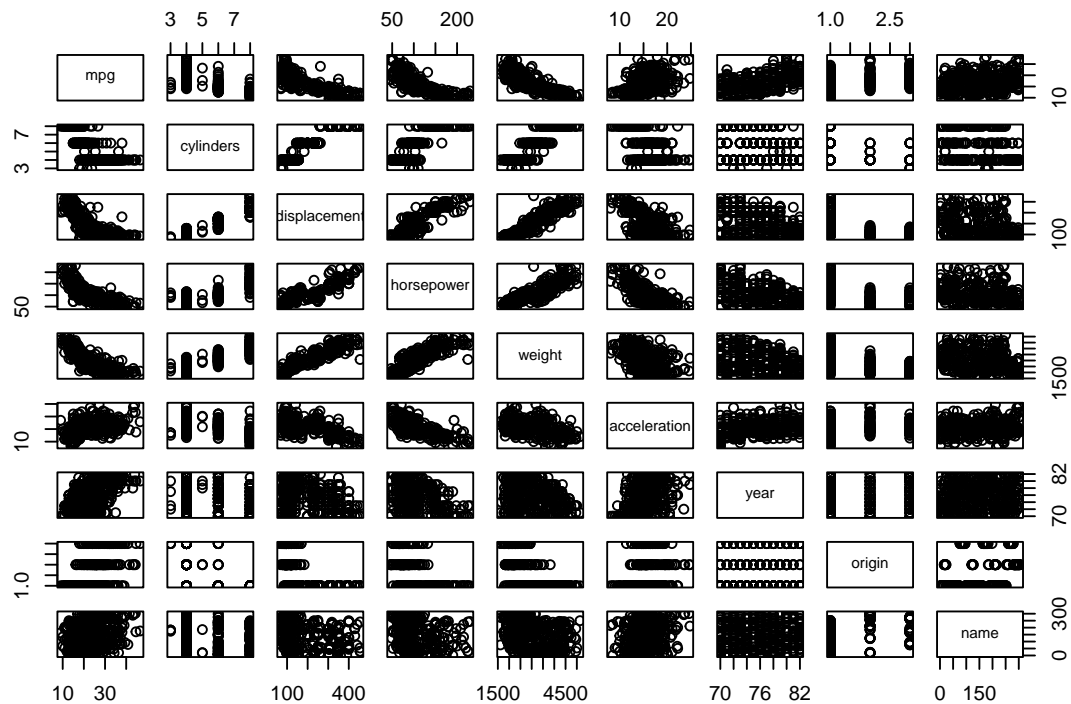 3 5 7 50 200 10 20 1.0 2.5
mpg 10
7 3 cylinders
displacement 100
50 horsepower
weight 1500
10 acceleration
year 70 82
1.0 origin
name 0 300
10 30 100 400 1500 4500 70 76 82 0 150